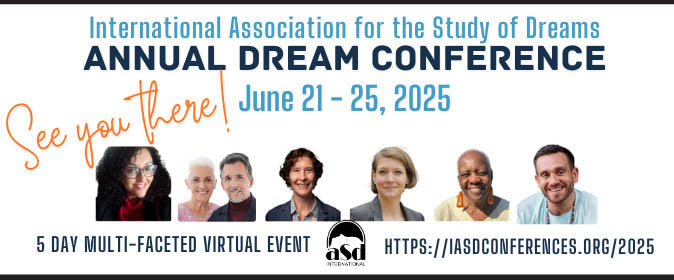 International Association for the Study of Dreams
ANNUAL DREAM CONFERENCE
See you there!
June 21 - 25, 2025
5 DAY MULTI-FACETED VIRTUAL EVENT
aSd
INTERNATIONAL
HTTPS://IASDCONFERENCES.ORG/2025